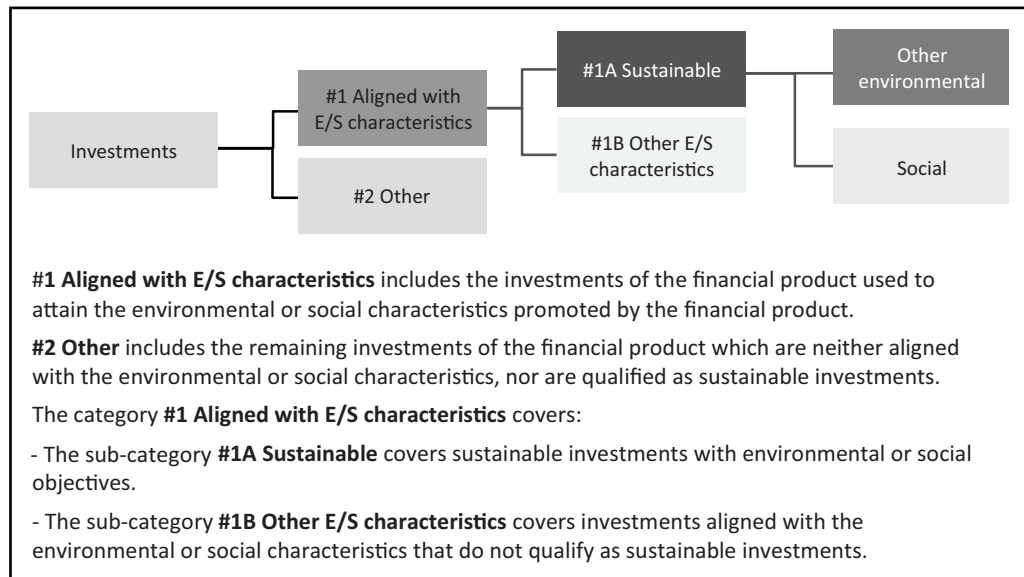 Investments
#1 Aligned with
E/S characteristics
#2 Other
#1A Sustainable
#1B Other E/S
characteristics
Other
environmental
Social
#1 Aligned with E/S characteristics includes the investments of the financial product used to
attain the environmental or social characteristics promoted by the financial product.
#2 Other includes the remaining investments of the financial product which are neither aligned
with the environmental or social characteristics, nor are qualified as sustainable investments.
The category #1 Aligned with E/S characteristics covers:
- The sub-category #1A Sustainable covers sustainable investments with environmental or social
objectives.
- The sub-category #1B Other E/S characteristics covers investments aligned with the
environmental or social characteristics that do not qualify as sustainable investments.